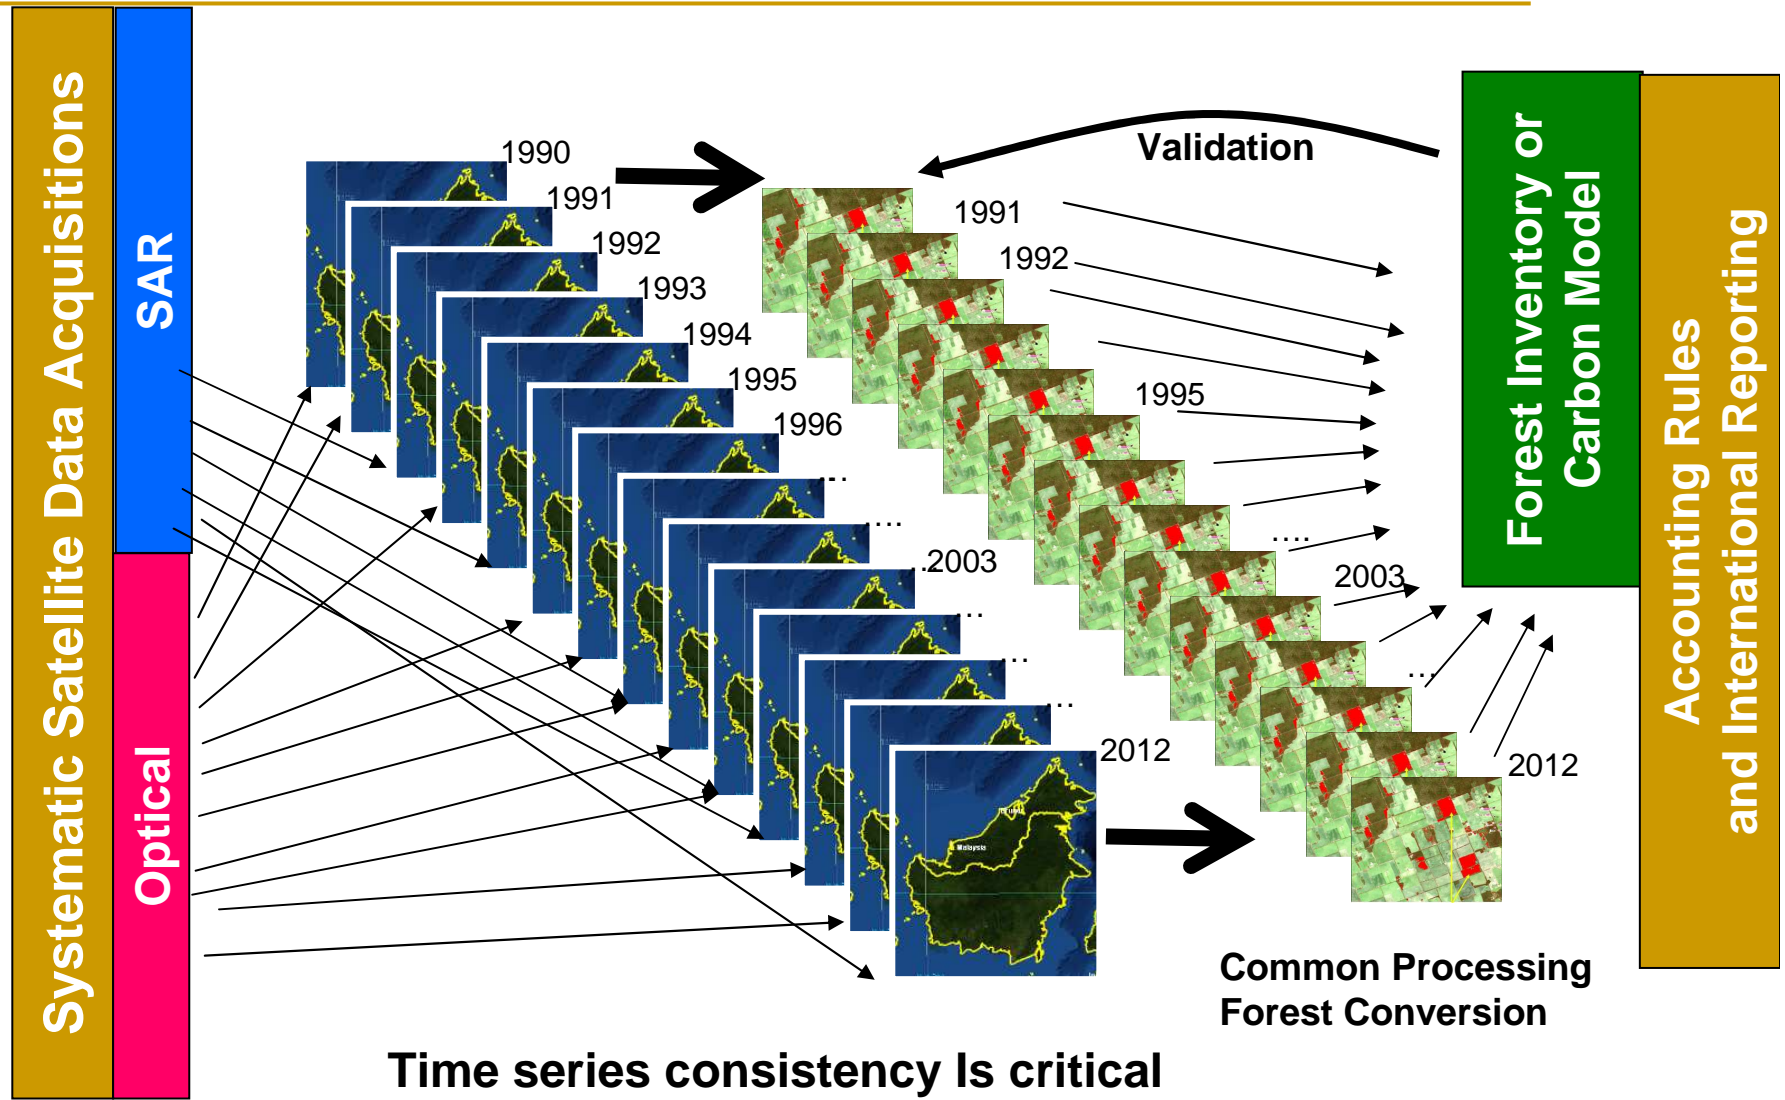 Systematic Satellite Data Acquisitions
SAR
Optical
1990
1991
1992
1993
1994
1995
1996
...
....
...2003
...
...
...
2012
Malaysia
Validation
1991
1992
1995
....
2003
...
2012
Forest Inventory or
Carbon Model
Accounting Rules
and International Reporting
Common Processing
Forest Conversion
Time series consistency Is critical